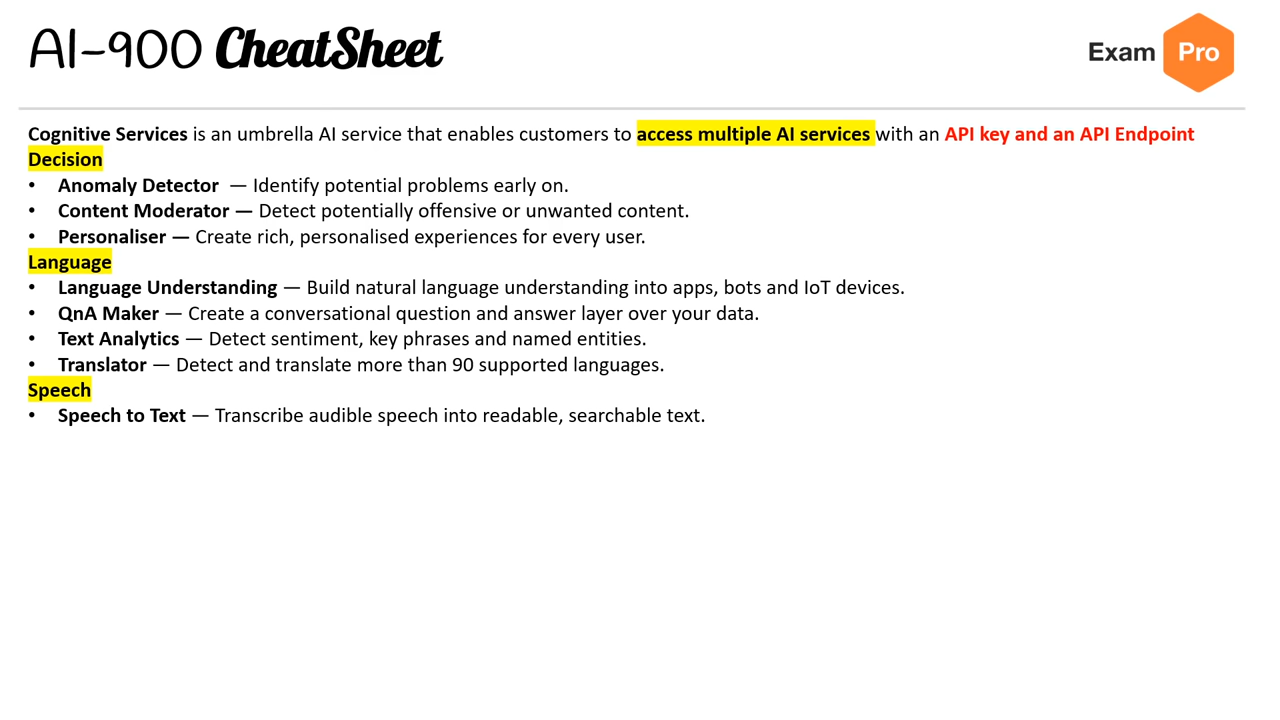 AI-900 CheatSheet
Exam Pro
Cognitive Services is an umbrella AI service that enables customers to access multiple AI services with an API key and an API Endpoint
Decision
• Anomaly Detector — Identify potential problems early on.
• Content Moderator — Detect potentially offensive or unwanted content.
• Personaliser — Create rich, personalised experiences for every user.
Language
• Language Understanding — Build natural language understanding into apps, bots and IoT devices.
• QnA Maker — Create a conversational question and answer layer over your data.
• Text Analytics — Detect sentiment, key phrases and named entities.
• Translator — Detect and translate more than 90 supported languages.
Speech
• Speech to Text — Transcribe audible speech into readable, searchable text.